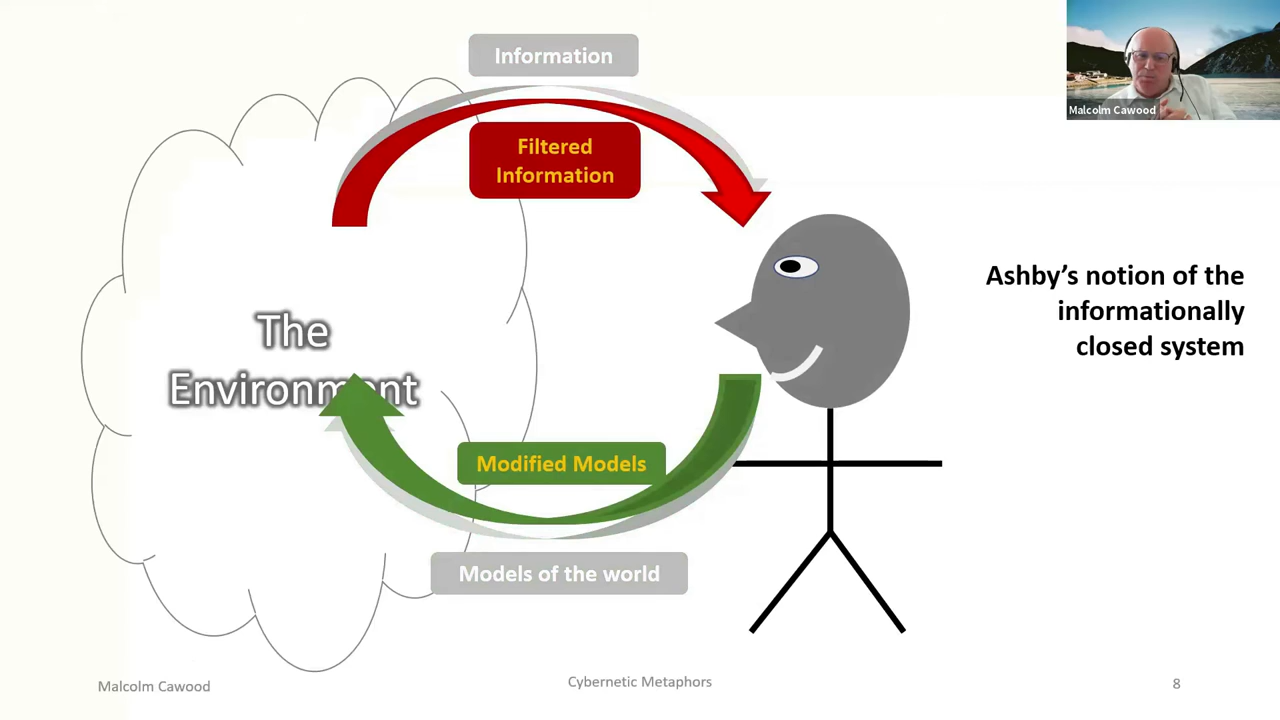 Information
Malcolm Cawood
Filtered
Information
Ashby’s notion of the
informationally
closed system
The
Environment
Modified Models
Models of the world
Malcolm Cawood
Cybernetic Metaphors
8